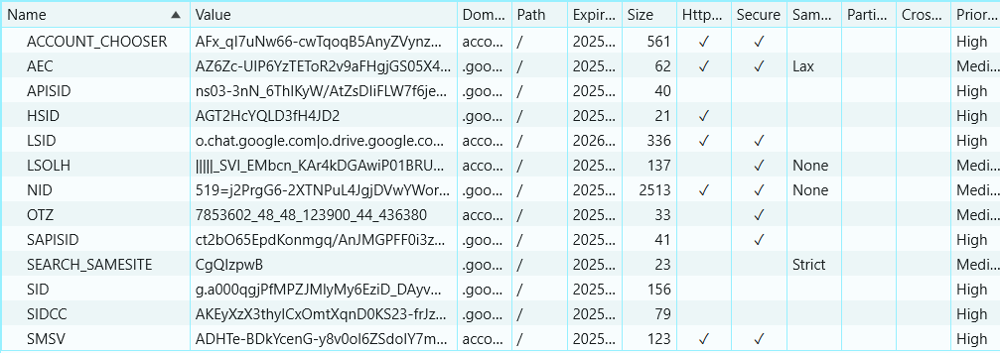 Name ▲ Value Dom... Path Expir... Size Http... Secure Sam... Parti... Cros... Prior...
ACCOUNT_CHOOSER AFx_qI7uNw66-cwTqoqB5AnyZVynz... acco... / 2025... 561 ✓ ✓ High
AEC AZ6Zc-UIP6YzTEToR2v9aFHgjGS05X4... .goo... / 2025... 62 ✓ ✓ Lax Medi...
APISID ns03-3nN_6ThIKyW/AtZsDIiFLW7f6je... .goo... / 2025... 40 High
HSID AGT2HcYQLD3fH4JD2 .goo... / 2025... 21 ✓ High
LSID o.chat.google.com|o.drive.google.co... acco... / 2026... 336 ✓ ✓ High
LSOLH |||||_SVI_EMbcn_KAr4kDGAwiP01BRU... acco... / 2025... 137 ✓ None Medi...
NID 519=j2PrgG6-2XTNPuL4JgjDVwYWor... .goo... / 2025... 2513 ✓ ✓ None Medi...
OTZ 7853602_48_48_123900_44_436380 acco... / 2025... 33 ✓ Medi...
SAPISID ct2bO65EpdKonmgq/AnJMGPFF0i3z... .goo... / 2025... 41 ✓ High
SEARCH_SAMESITE CgQIzpwB .goo... / 2025... 23 Strict Medi...
SID g.a000qgjPfMPZJMIyMy6EziD_DAyv... .goo... / 2025... 156 High
SIDCC AKEyXzX3thylCxOmtXqnD0KS23-frJz... .goo... / 2025... 79 High
SMSV ADHTe-BDkYcenG-y8v0oI6ZSdoIY7m... acco... / 2025... 123 ✓ ✓ High